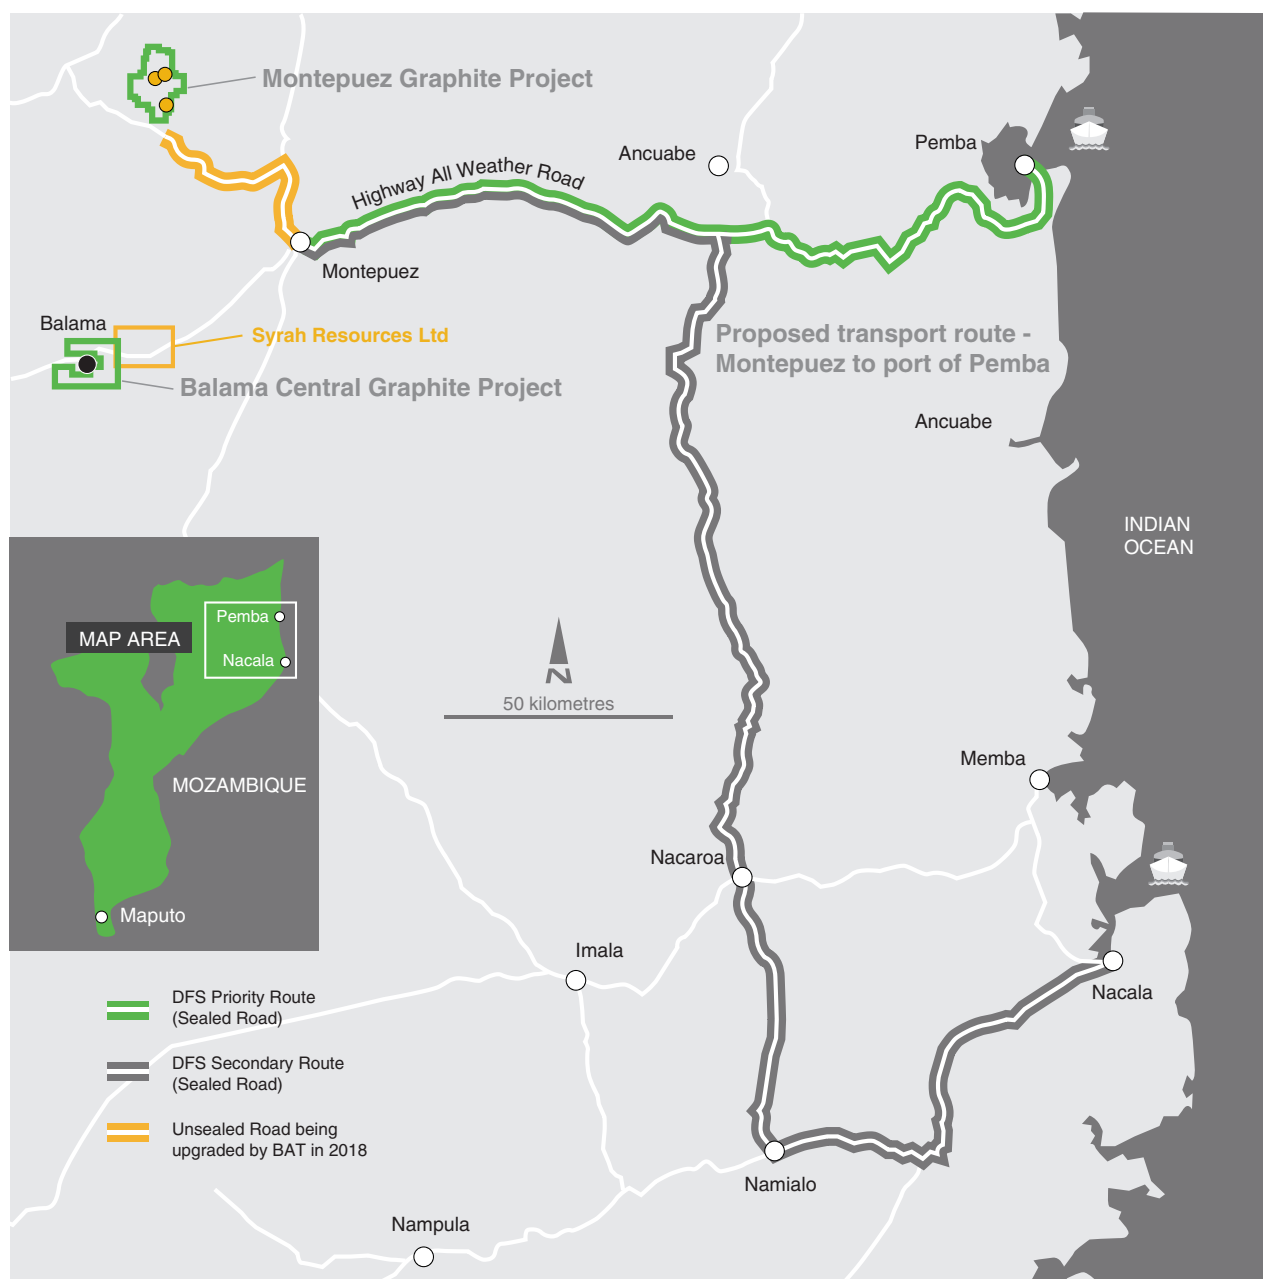 Montepuez Graphite Project
Ancuabe
Pemba
Highway All Weather Road
Montepuez
Balama
Syrah Resources Ltd
Balama Central Graphite Project
Proposed transport route -
Montepuez to port of Pemba
Ancuabe
INDIAN
OCEAN
Pemba
MAP AREA
Nacala
MOZAMBIQUE
Maputo
N
50 kilometres
Memba
Nacaroa
Imala
Nacala
DFS Priority Route
(Sealed Road)
DFS Secondary Route
(Sealed Road)
Unsealed Road being
upgraded by BAT in 2018
Namialo
Nampula